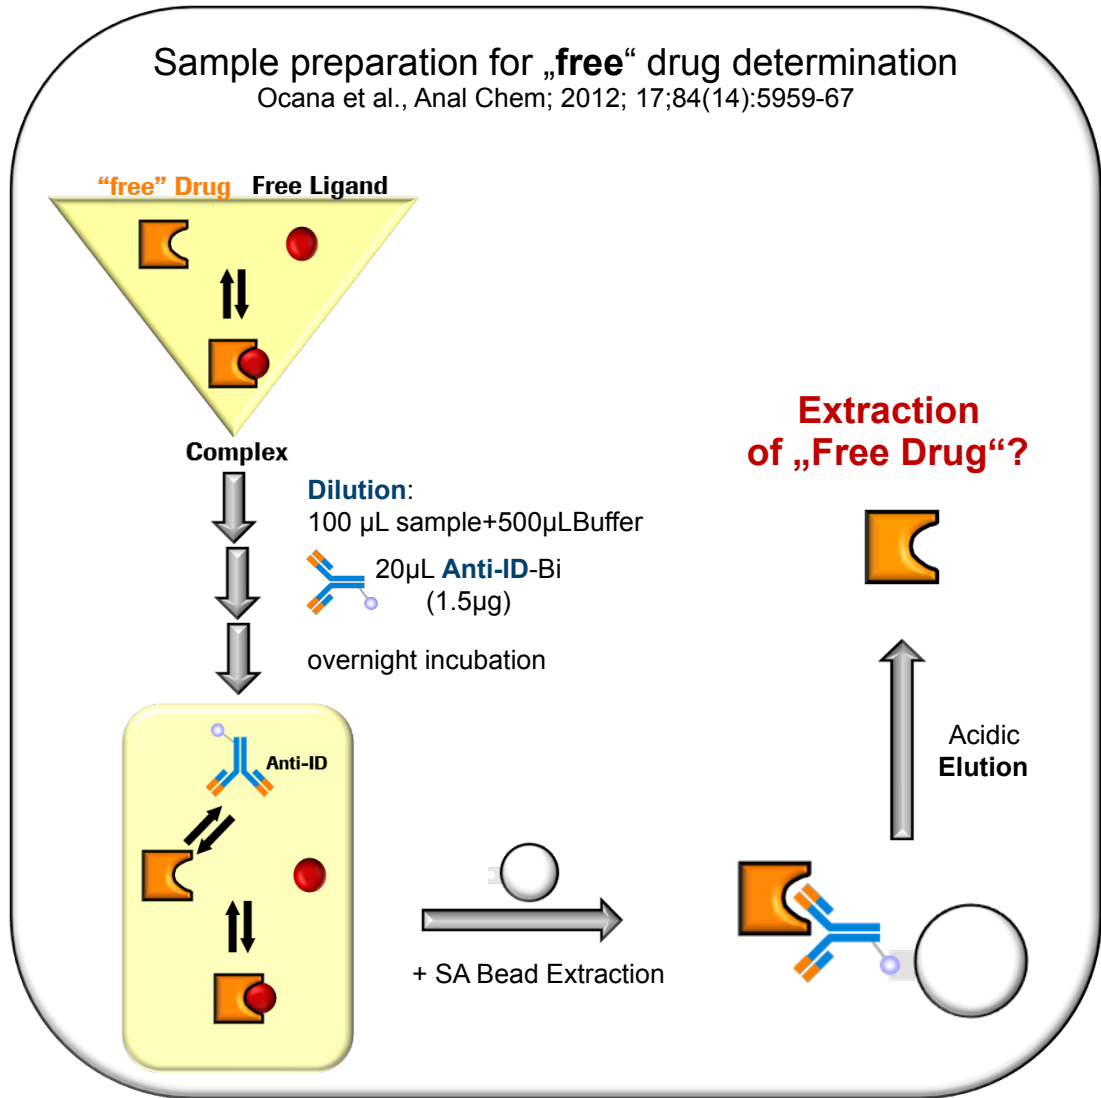 Sample preparation for „free“ drug determination
Ocana et al., Anal Chem; 2012; 17;84(14):5959-67
“free” Drug Free Ligand
Complex
Dilution:
100 µL sample+500µLBuffer
20µL Anti-ID-Bi
(1.5µg)
overnight incubation
Anti-ID
+ SA Bead Extraction
Extraction
of „Free Drug“?
Acidic
Elution